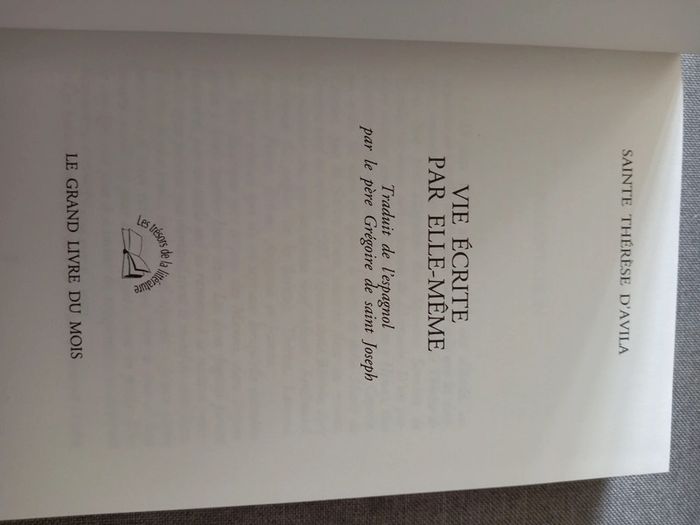 SAINTE THÉRÈSE D'AVILA
VIE ÉCRITE
PAR ELLE-MÊME
Traduit de l'espagnol
par le père Grégoire de saint Joseph
Les trésors de la littérature
LE GRAND LIVRE DU MOIS